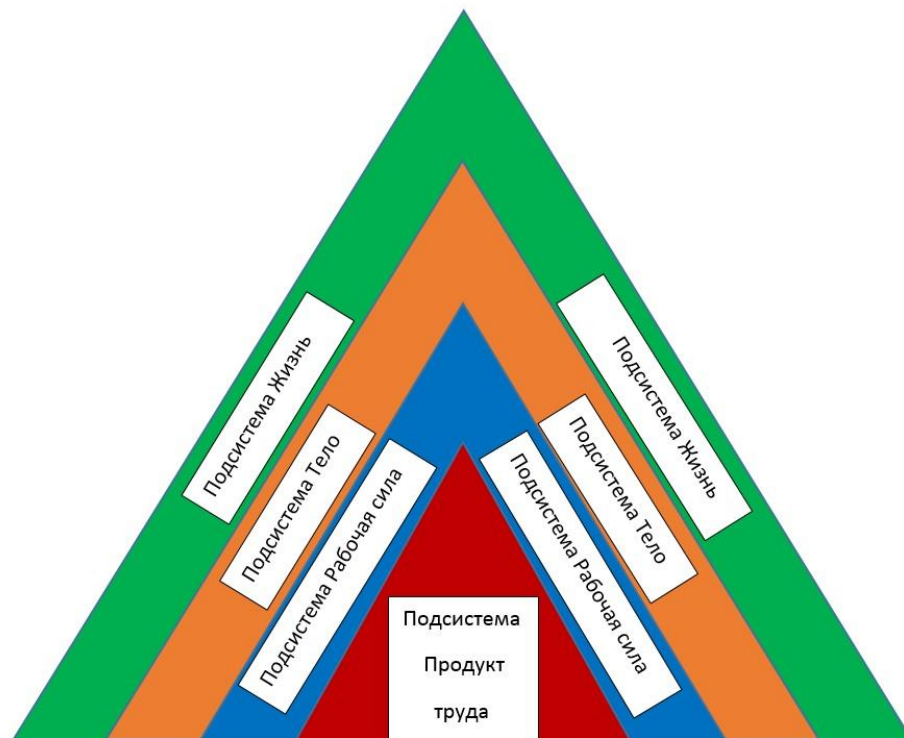 Подсистема Жизнь
Подсистема Тело
Подсистема Рабочая сила
Подсистема
Продукт
труда
Подсистема Рабочая сила
Подсистема Тело
Подсистема Жизнь